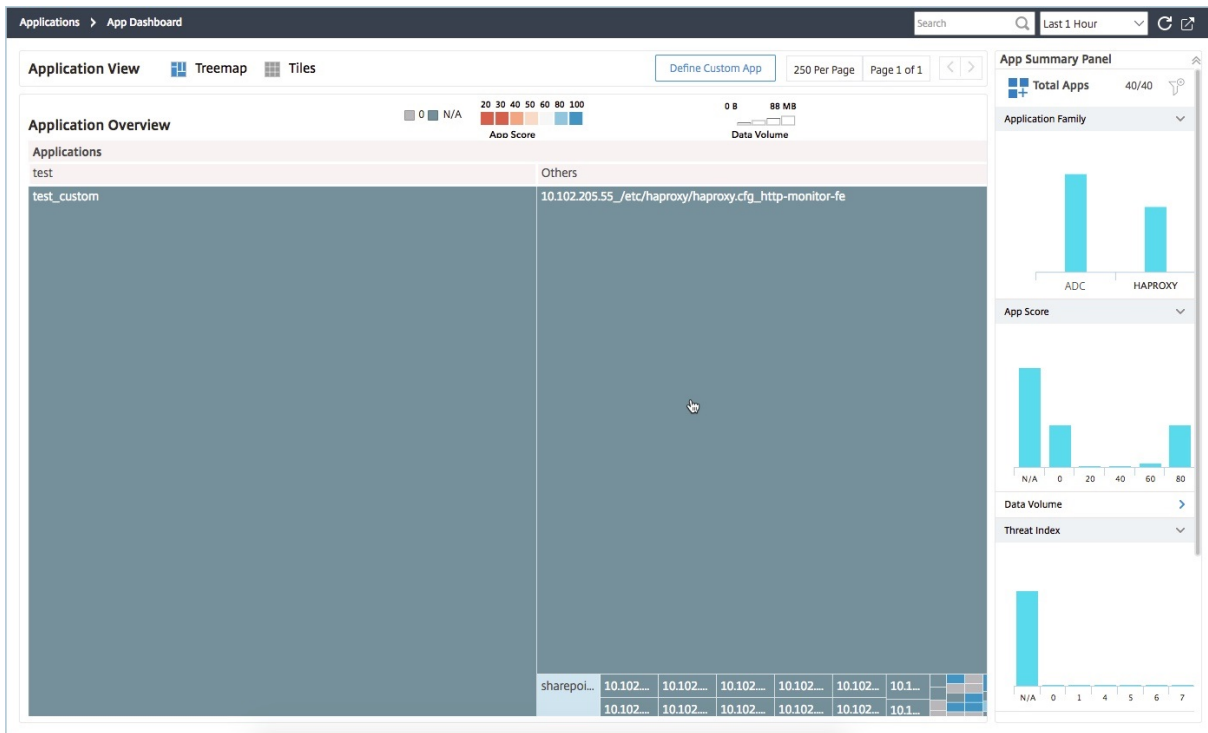 Applications > App Dashboard
Search
Last 1 Hour
Application View
Treemap
Tiles
Define Custom App
250 Per Page
Page 1 of 1
Application Overview
0
N/A
20 30 40 50 60 80 100
App Score
0 B 88 MB
Data Volume
Applications
test
Others
test_custom
10.102.205.55_/etc/haproxy/haproxy.cfg_http-monitor-fe
sharepoi...
10.102.... 10.102.... 10.102.... 10.102.... 10.102... 10.1...
10.102.... 10.102.... 10.102.... 10.102.... 10.102... 10.1...
App Summary Panel
Total Apps 40/40
Application Family
ADC HAPROXY
App Score
N/A 0 20 40 60 80
Data Volume
Threat Index
N/A 0 1 4 5 6 7